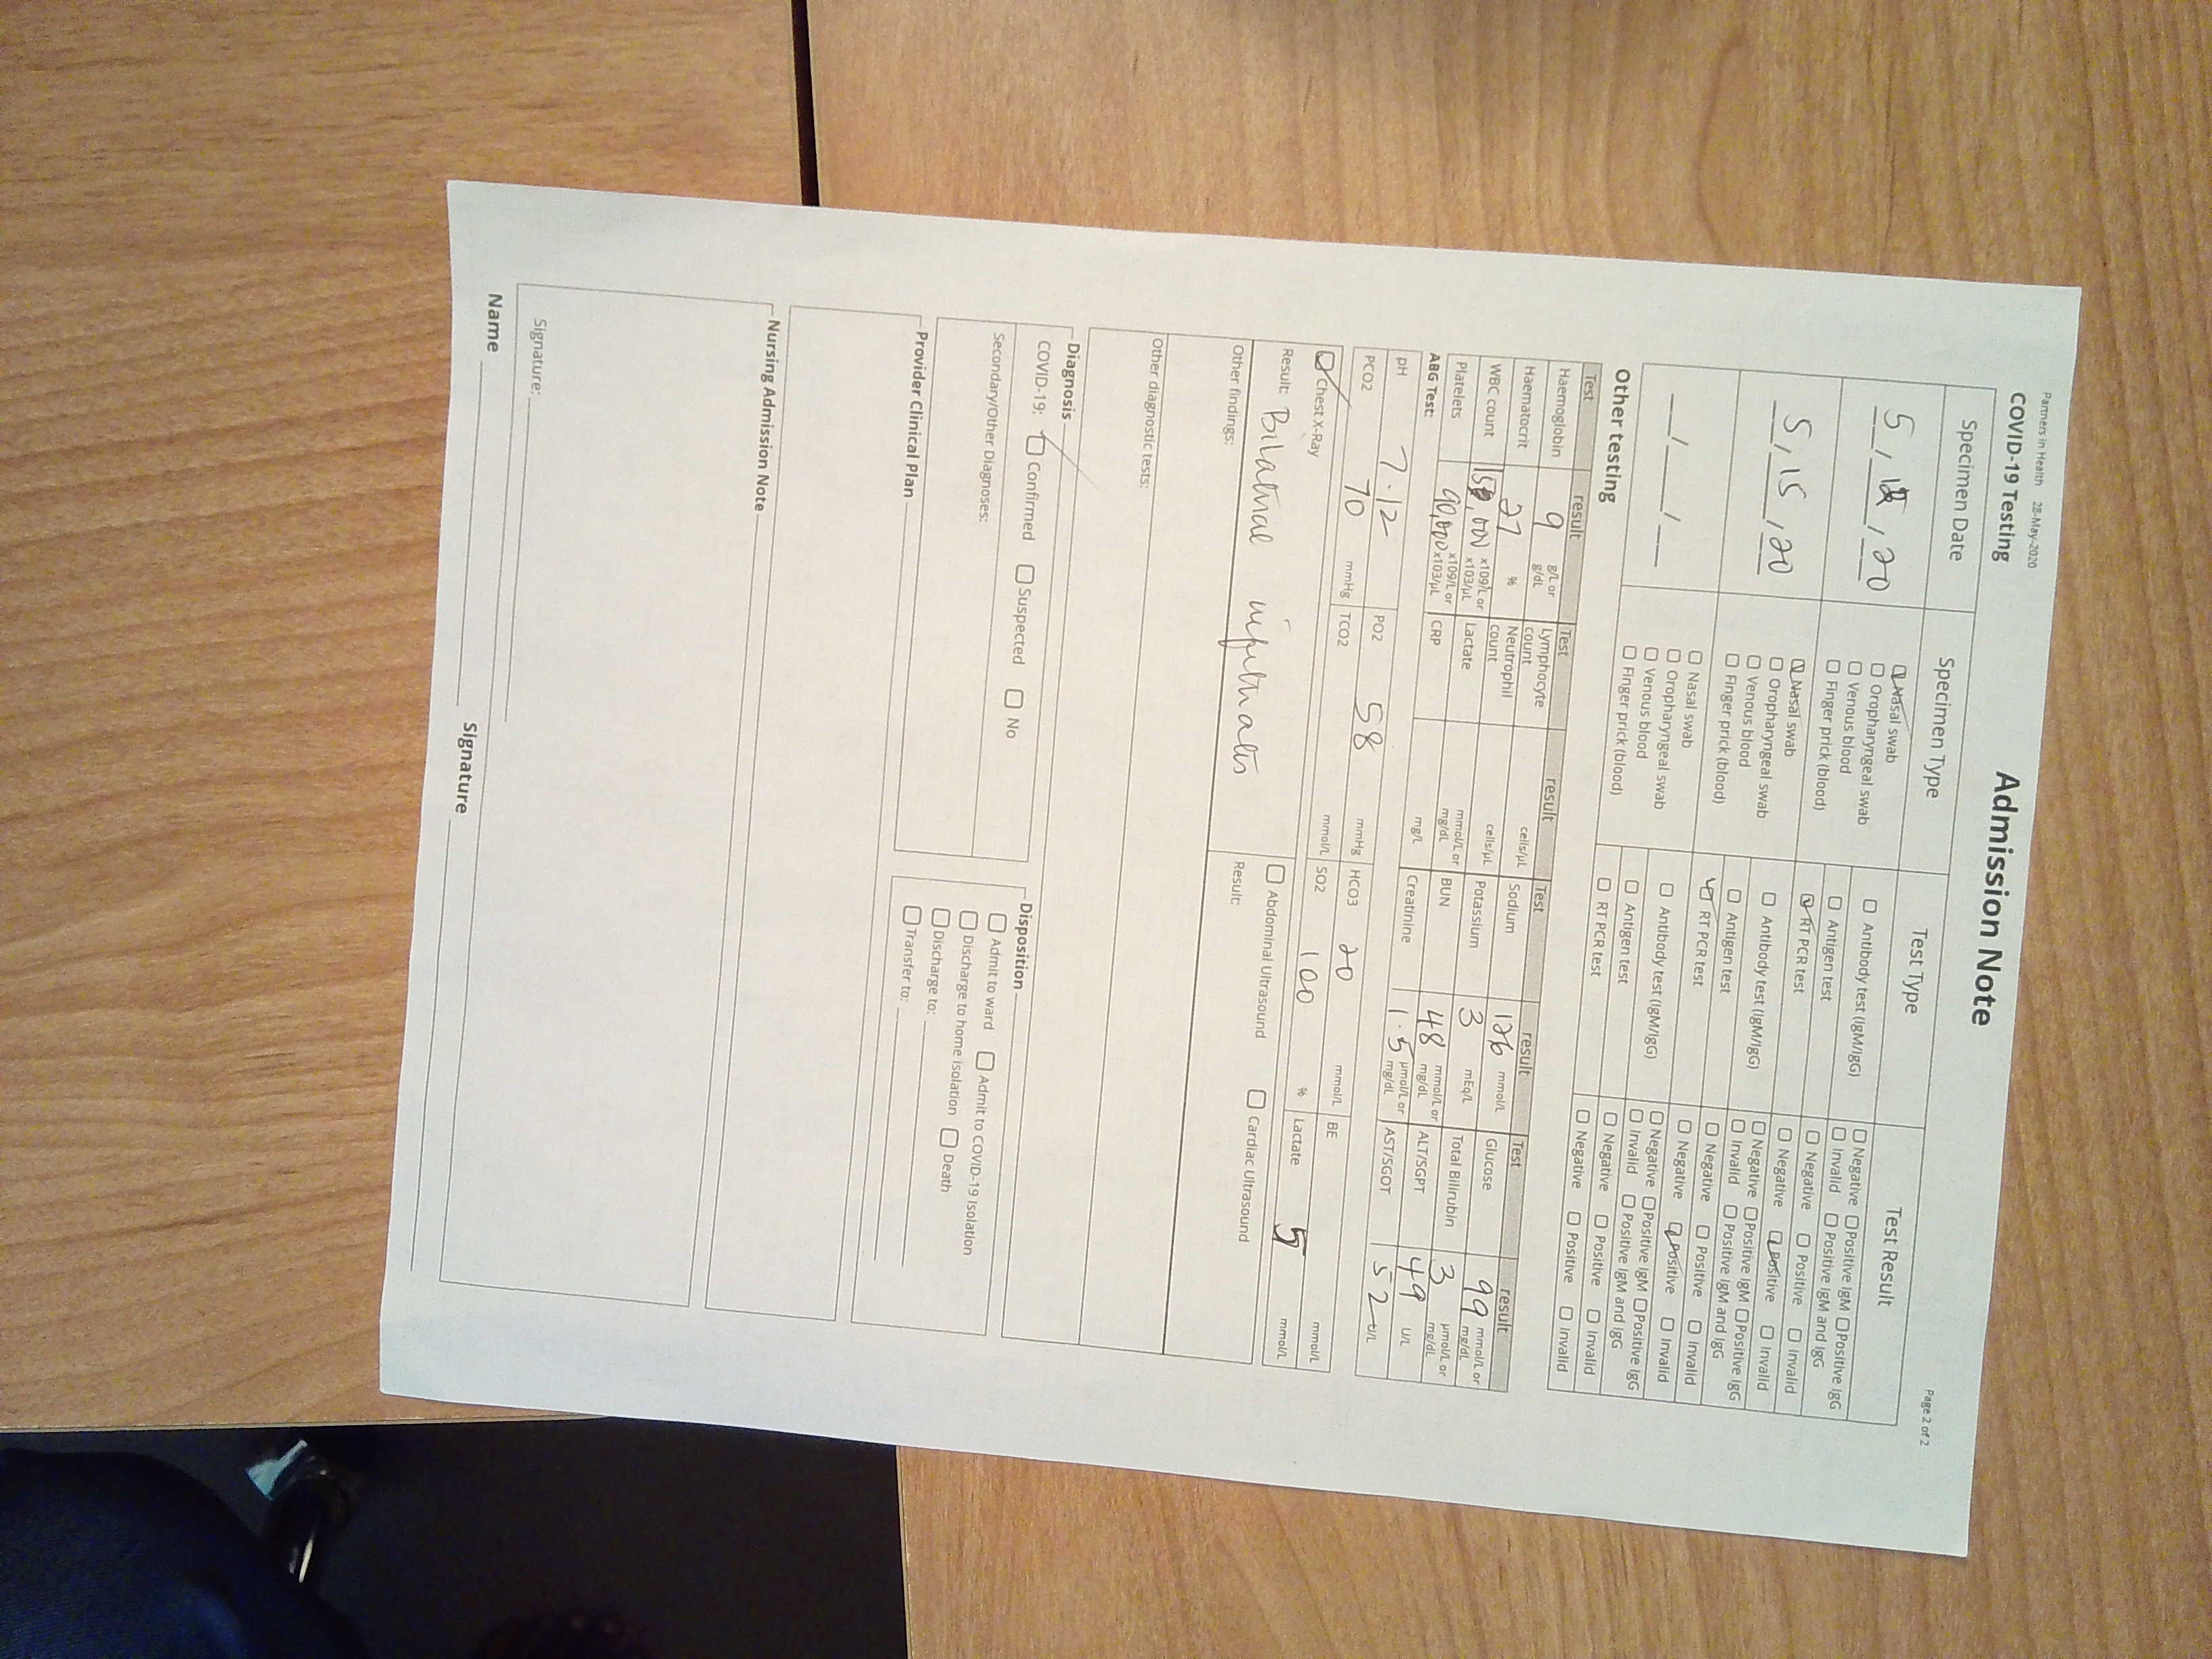 Partners in Health 28-May-2020
Page 2 of 2
Admission Note
COVID-19 Testing
Specimen Date Specimen Type Test Type Test Result
5 / / 20
☑ Nasal swab
☐ Oropharyngeal swab
☐ Venous blood
☐ Finger prick (blood)
☐ Antibody test (IgM/IgG)
☐ Negative ☐ Positive IgM ☐ Positive IgG
☐ Invalid ☐ Positive IgM and IgG
☐ Antigen test
☐ Negative ☐ Positive ☐ Invalid
☑ RT PCR test
☐ Negative ☑ Positive ☐ Invalid
5 / 15 / 20
☑ Nasal swab
☐ Oropharyngeal swab
☐ Venous blood
☐ Finger prick (blood)
☐ Antibody test (IgM/IgG)
☐ Negative ☐ Positive IgM ☐ Positive IgG
☐ Invalid ☐ Positive IgM and IgG
☐ Antigen test
☐ Negative ☐ Positive ☐ Invalid
☑ RT PCR test
☐ Negative ☑ Positive ☐ Invalid
__/__/__
☐ Nasal swab
☐ Oropharyngeal swab
☐ Venous blood
☐ Finger prick (blood)
☐ Antibody test (IgM/IgG)
☐ Negative ☐ Positive IgM ☐ Positive IgG
☐ Invalid ☐ Positive IgM and IgG
☐ Antigen test
☐ Negative ☐ Positive ☐ Invalid
☐ RT PCR test
☐ Negative ☐ Positive ☐ Invalid
Other testing
Test result Test result Test result Test result
Haemoglobin 9 g/L or g/dL Lymphocyte count cells/µL Sodium 126 mmol/L Glucose 99 mmol/L or mg/dL
Haematocrit 27 % Neutrophil count cells/µL Potassium 3 mEq/L Total Bilirubin 3 µmol/L or mg/dL
WBC count ,000 x109/L or x103/µL Lactate mmol/L or mg/dL BUN 48 mmol/L or mg/dL ALT/SGPT 49 U/L
Platelets 90,000 x109/L or x103/µL CRP mg/L Creatinine 1.5 µmol/L or mg/dL AST/SGOT 52 U/L
ABG Test:
pH 7.12 PO2 58 mmHg HCO3 20 mmol/L BE mmol/L
PCO2 70 mmHg TCO2 mmol/L SO2 100 % Lactate 5 mmol/L
☑ Chest X-Ray ☐ Abdominal Ultrasound ☐ Cardiac Ultrasound
Result: Bilatral infiltrates
Result:
Other findings:
Other diagnostic tests:
Diagnosis
COVID-19: ☑ Confirmed ☐ Suspected ☐ No
Secondary/Other Diagnoses:
Disposition
☐ Admit to ward ☐ Admit to COVID-19 Isolation
☐ Discharge to home isolation ☐ Death
☐ Discharge to:
☐ Transfer to:
Provider Clinical Plan
Nursing Admission Note
Signature:
Name Signature